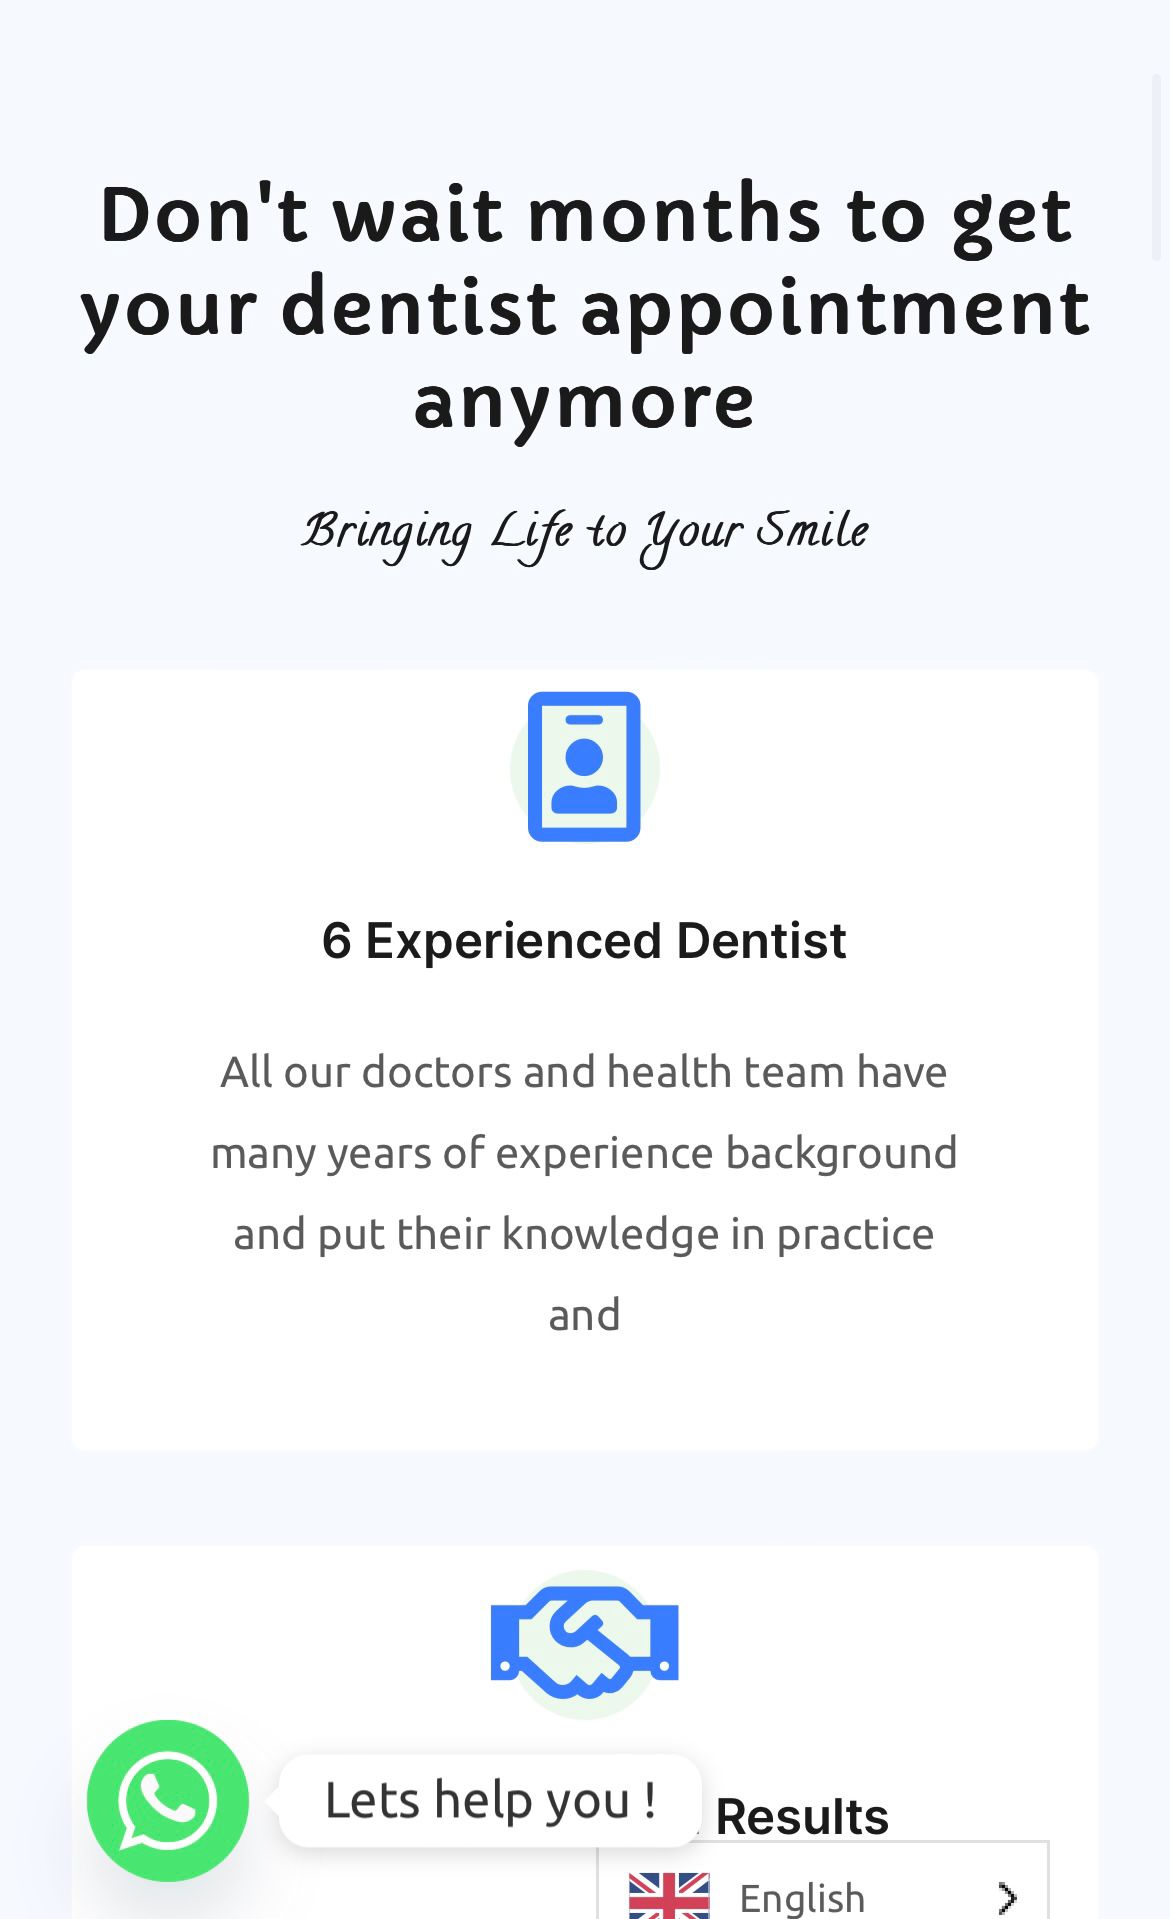 Don't wait months to get
your dentist appointment
anymore
Bringing Life to Your Smile
6 Experienced Dentist
All our doctors and health team have
many years of experience background
and put their knowledge in practice
and
Lets help you !
Results
English